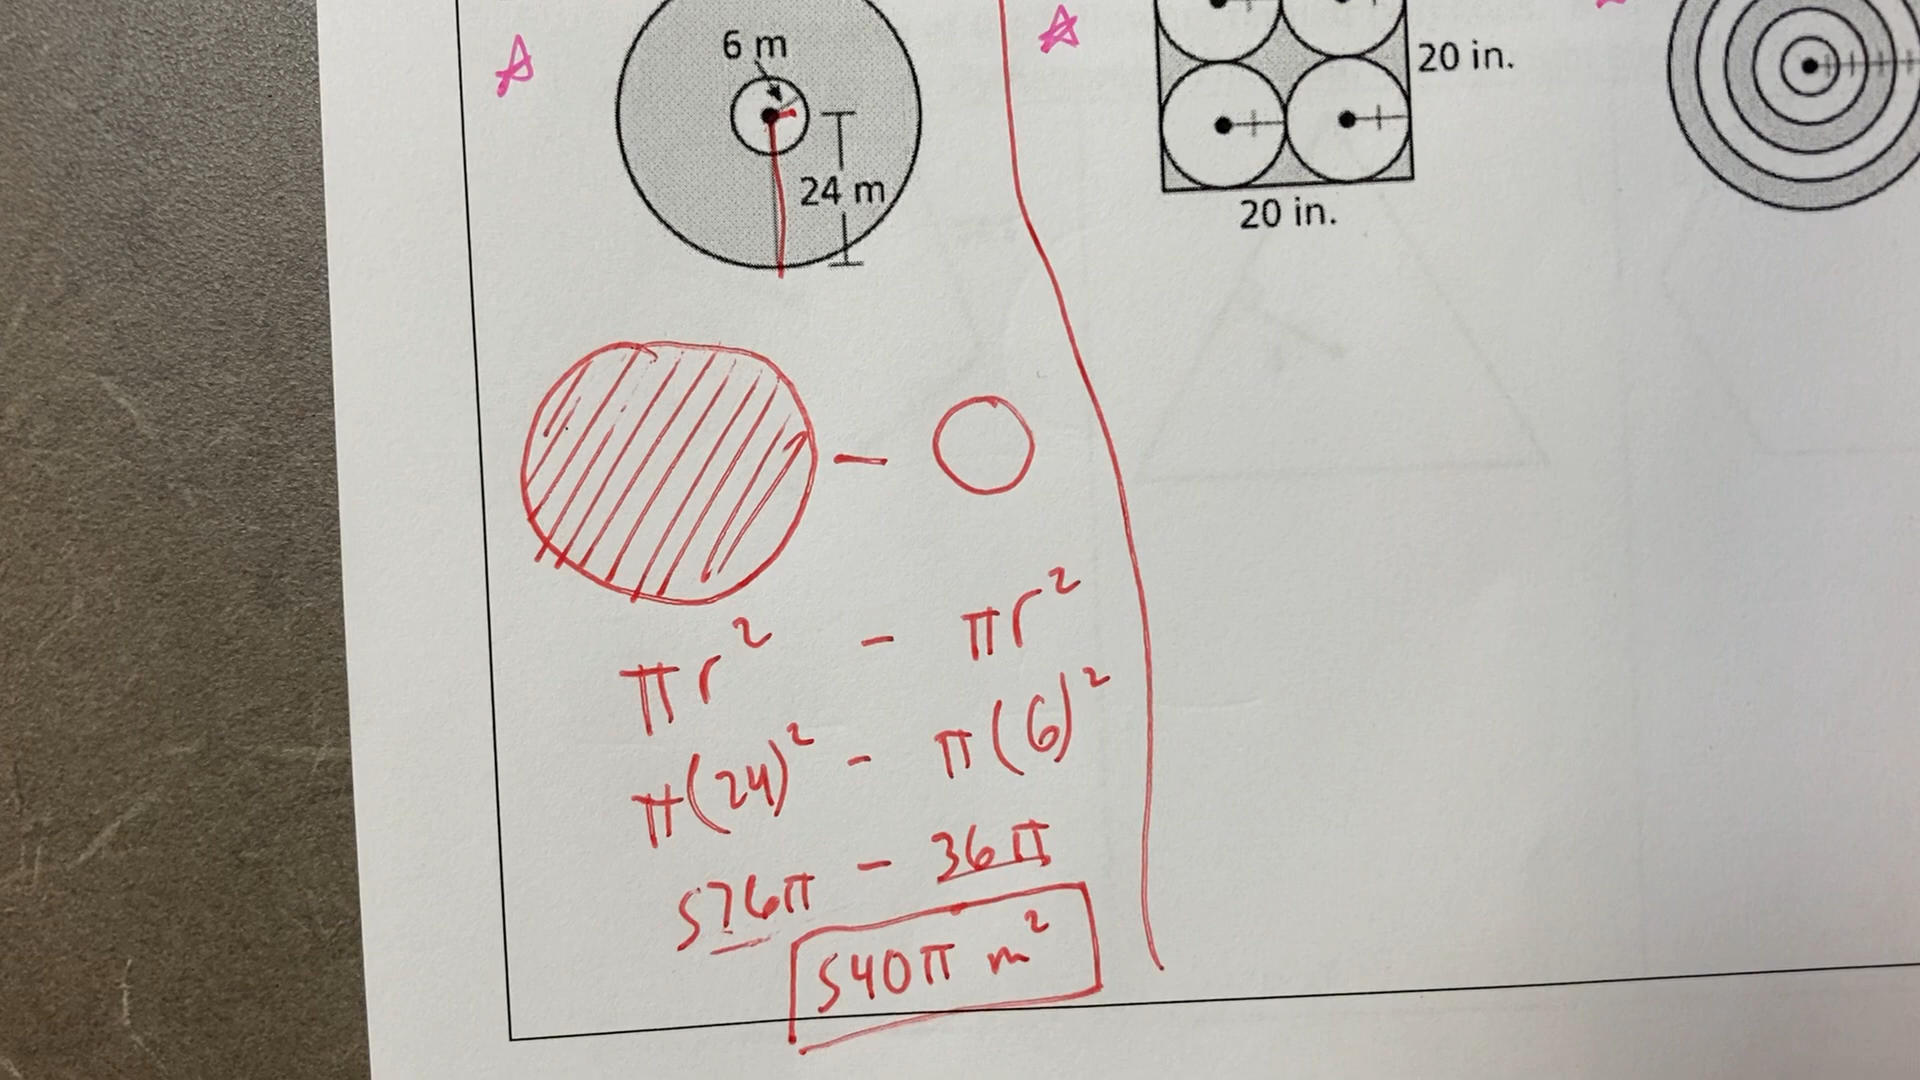 6 m
24 m
20 in.
20 in.
πr² - πr²
π(24)² - π(6)²
576π - 36π
540π m²